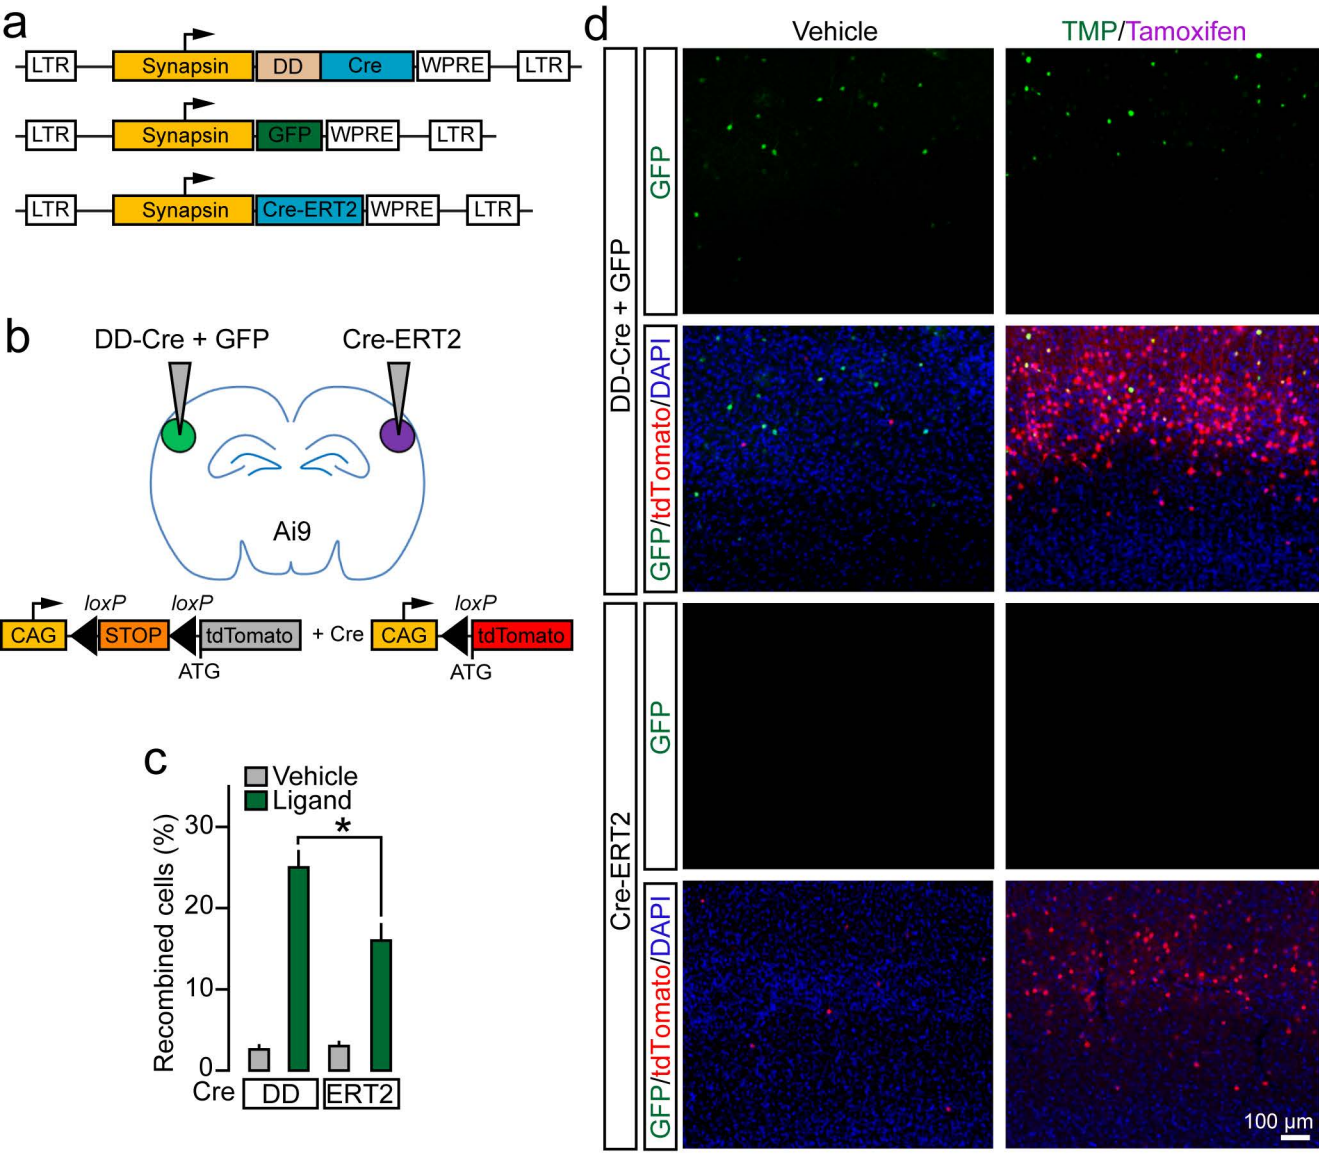 a
LTR Synapsin DD Cre WPRE LTR
LTR Synapsin GFP WPRE LTR
LTR Synapsin Cre-ERT2 WPRE LTR
b
DD-Cre + GFP Cre-ERT2
Ai9
loxP loxP loxP
CAG STOP tdTomato + Cre CAG tdTomato
ATG ATG
c
Vehicle
Ligand
Recombined cells (%)
30
20
10
0
*
Cre DD ERT2
d
Vehicle TMP/Tamoxifen
DD-Cre + GFP
GFP
GFP/tdTomato/DAPI
Cre-ERT2
GFP
GFP/tdTomato/DAPI
100 µm